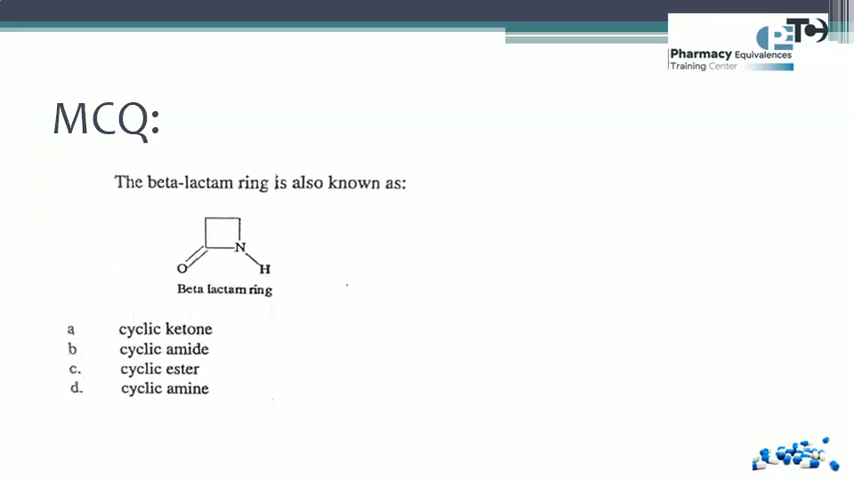 PETC
Pharmacy Equivalences
Training Center
MCQ:
The beta-lactam ring is also known as:
N
O
H
Beta lactam ring
a cyclic ketone
b cyclic amide
c. cyclic ester
d. cyclic amine